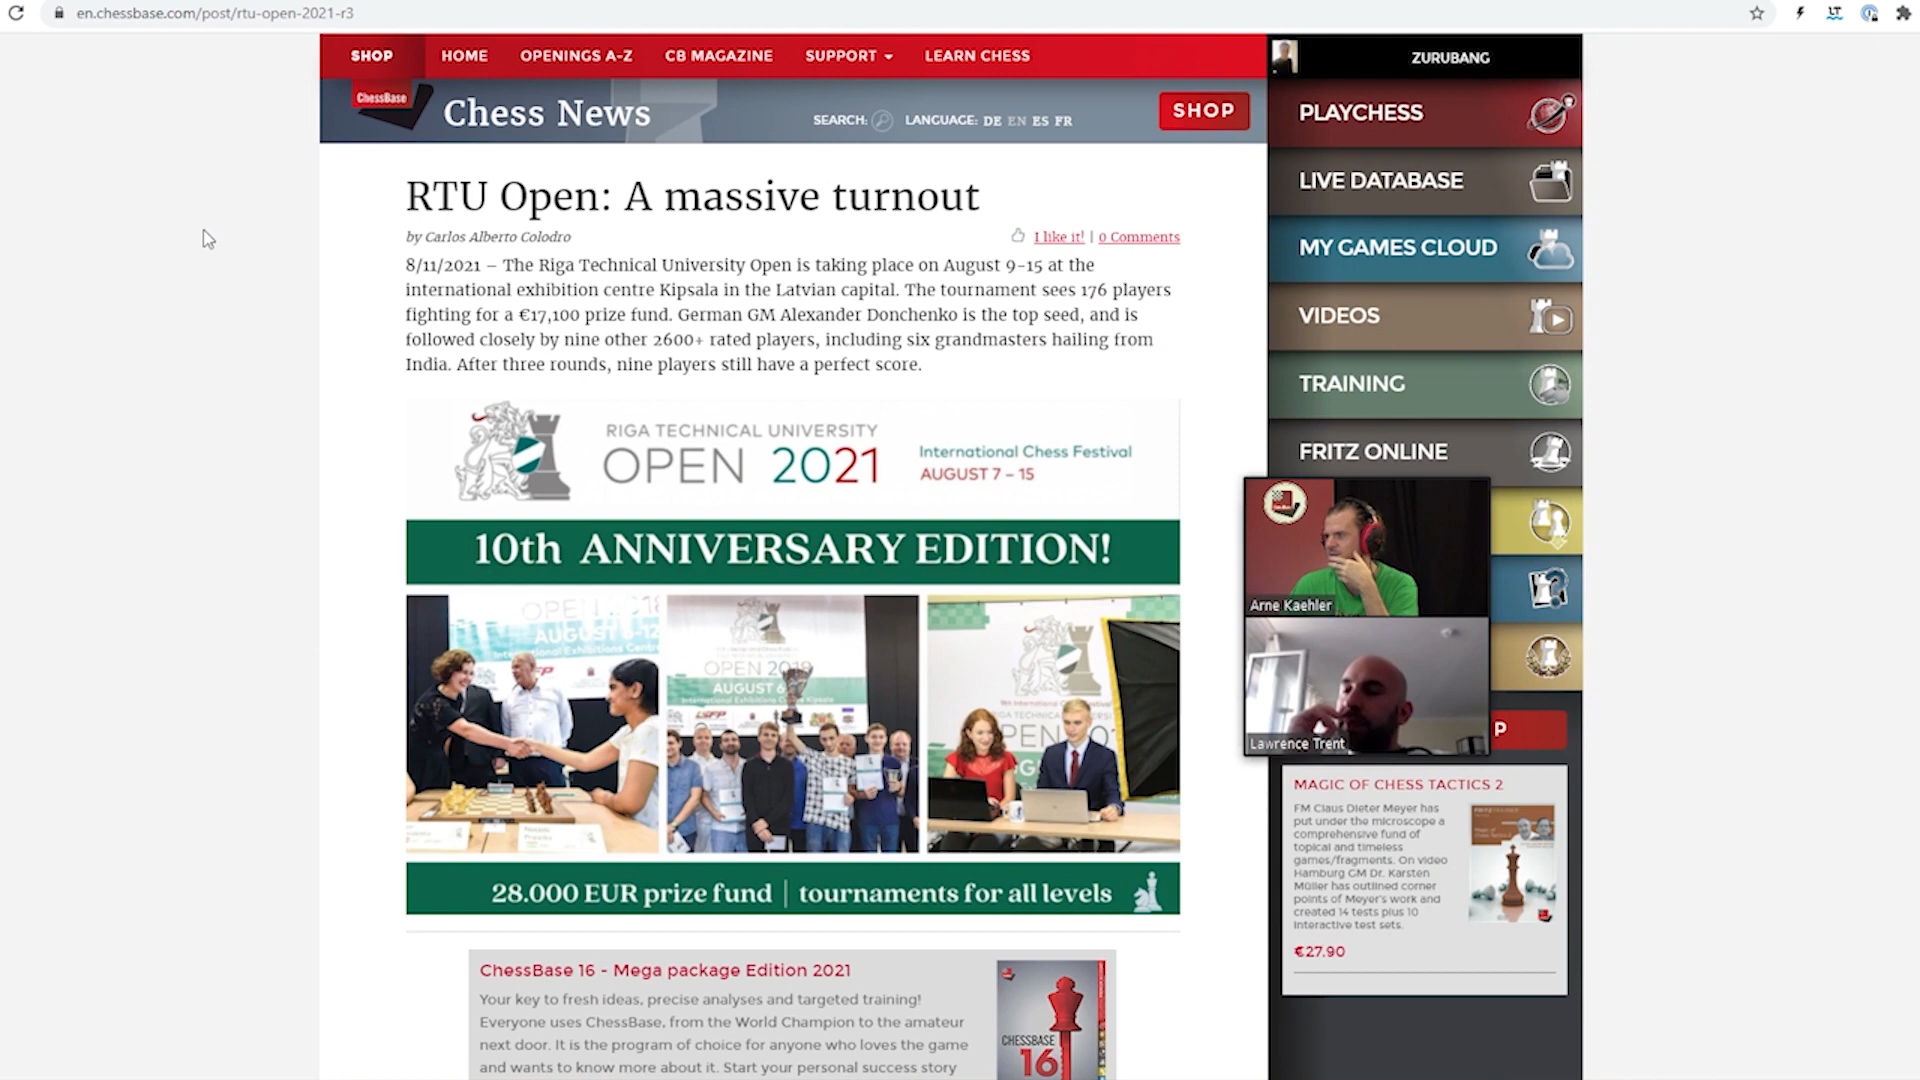 en.chessbase.com/post/rtu-open-2021-r3
SHOP HOME OPENINGS A-Z CB MAGAZINE SUPPORT LEARN CHESS
ChessBase
Chess News
SEARCH: LANGUAGE: DE EN ES FR
SHOP
RTU Open: A massive turnout
by Carlos Alberto Colodro
I like it! | 0 Comments
8/11/2021 – The Riga Technical University Open is taking place on August 9-15 at the
international exhibition centre Kipsala in the Latvian capital. The tournament sees 176 players
fighting for a €17,100 prize fund. German GM Alexander Donchenko is the top seed, and is
followed closely by nine other 2600+ rated players, including six grandmasters hailing from
India. After three rounds, nine players still have a perfect score.
RIGA TECHNICAL UNIVERSITY
OPEN 2021
International Chess Festival
AUGUST 7 – 15
10th ANNIVERSARY EDITION!
OPEN 2018
AUGUST 6-12
International Exhibitions Centre
OPEN 2019
AUGUST 6
28.000 EUR prize fund | tournaments for all levels
ChessBase 16 - Mega package Edition 2021
Your key to fresh ideas, precise analyses and targeted training!
Everyone uses ChessBase, from the World Champion to the amateur
next door. It is the program of choice for anyone who loves the game
and wants to know more about it. Start your personal success story
CHESSBASE
16
ZURUBANG
PLAYCHESS
LIVE DATABASE
MY GAMES CLOUD
VIDEOS
TRAINING
FRITZ ONLINE
Arne Kaehler
Lawrence Trent
P
MAGIC OF CHESS TACTICS 2
FM Claus Dieter Meyer has
put under the microscope a
comprehensive fund of
topical and timeless
games/fragments. On video
Hamburg GM Dr. Karsten
Müller has outlined corner
points of Meyer's work and
created 14 tests plus 10
interactive test sets.
€27.90